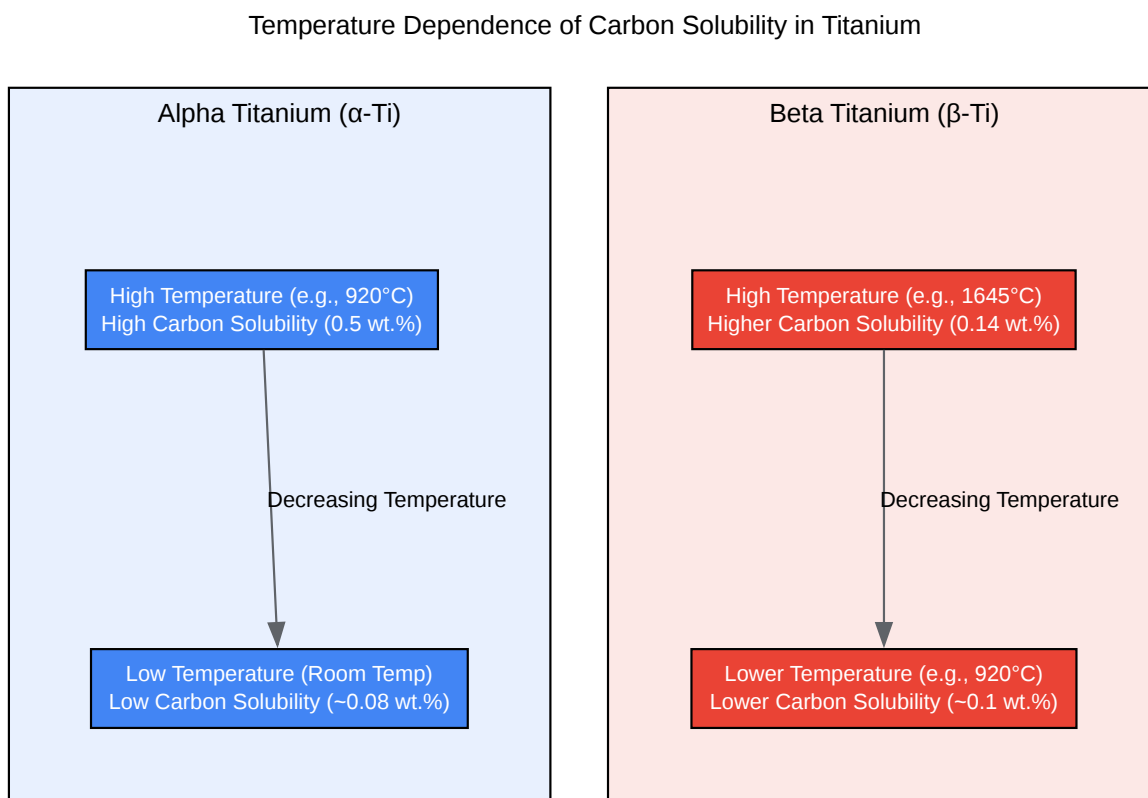 Temperature Dependence of Carbon Solubility in Titanium
Alpha Titanium (α-Ti)
High Temperature (e.g., 920°C)
High Carbon Solubility (0.5 wt.%)
Decreasing Temperature
Low Temperature (Room Temp)
Low Carbon Solubility (~0.08 wt.%)
Beta Titanium (β-Ti)
High Temperature (e.g., 1645°C)
Higher Carbon Solubility (0.14 wt.%)
Decreasing Temperature
Lower Temperature (e.g., 920°C)
Lower Carbon Solubility (~0.1 wt.%)